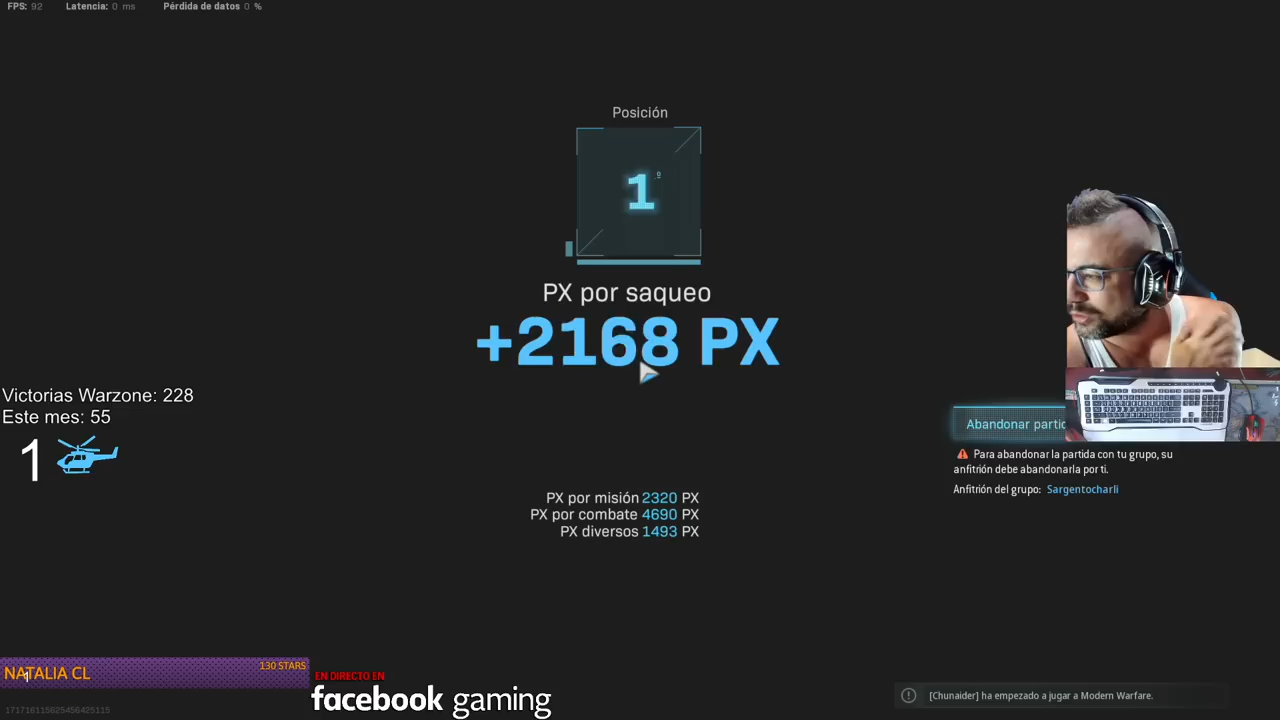 FPS: 92 Latencia: 0 ms Pérdida de datos 0 %
Posición
1º
PX por saqueo
+2168 PX
Victorias Warzone: 228
Este mes: 55
1
Abandonar partid
Para abandonar la partida con tu grupo, su
anfitrión debe abandonarla por ti.
Anfitrión del grupo: Sargentocharli
PX por misión 2320 PX
PX por combate 4690 PX
PX diversos 1493 PX
NATALIA CL
1
130 STARS
EN DIRECTO EN
facebook gaming
[Chunaider] ha empezado a jugar a Modern Warfare.